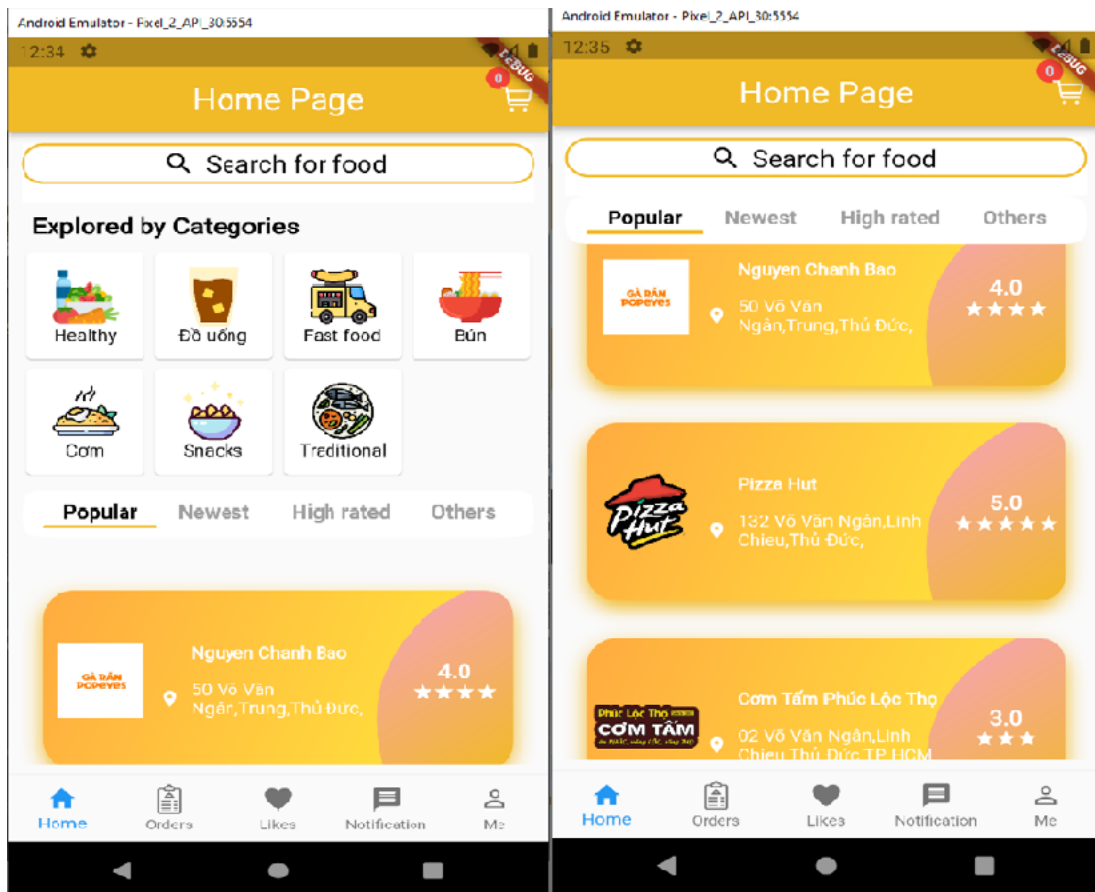 Android Emulator - Pixel_2_API_30:5554
12:34
DEBUG
Home Page
0
Search for food
Explored by Categories
Healthy
Đồ uống
Fast food
Bún
Cơm
Snacks
Traditional
Popular Newest High rated Others
GÀ RÁN
POPEYES
Nguyen Chanh Bao
50 Võ Văn
Ngân,Trung,Thủ Đức,
4.0
Home Orders Likes Notification Me
Android Emulator - Pixel_2_API_30:5554
12:35
DEBUG
Home Page
0
Search for food
Popular Newest High rated Others
GÀ RÁN
POPEYES
Nguyen Chanh Bao
50 Võ Văn
Ngân,Trung,Thủ Đức,
4.0
Pizza
Hut
Pizza Hut
132 Võ Văn Ngân,Linh
Chieu,Thủ Đức,
5.0
Phúc Lộc Thọ
CƠM TẤM
Cơm Tấm Phúc Lộc Thọ
02 Võ Văn Ngân,Linh
Chieu,Thủ Đức,TP.HCM
3.0
Home Orders Likes Notification Me